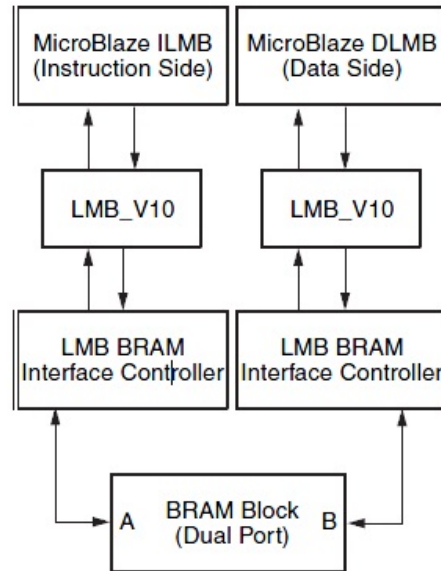 MicroBlaze ILMB
(Instruction Side)
MicroBlaze DLMB
(Data Side)
LMB_V10
LMB_V10
LMB BRAM
Interface Controller
LMB BRAM
Interface Controller
A
BRAM Block
(Dual Port)
B